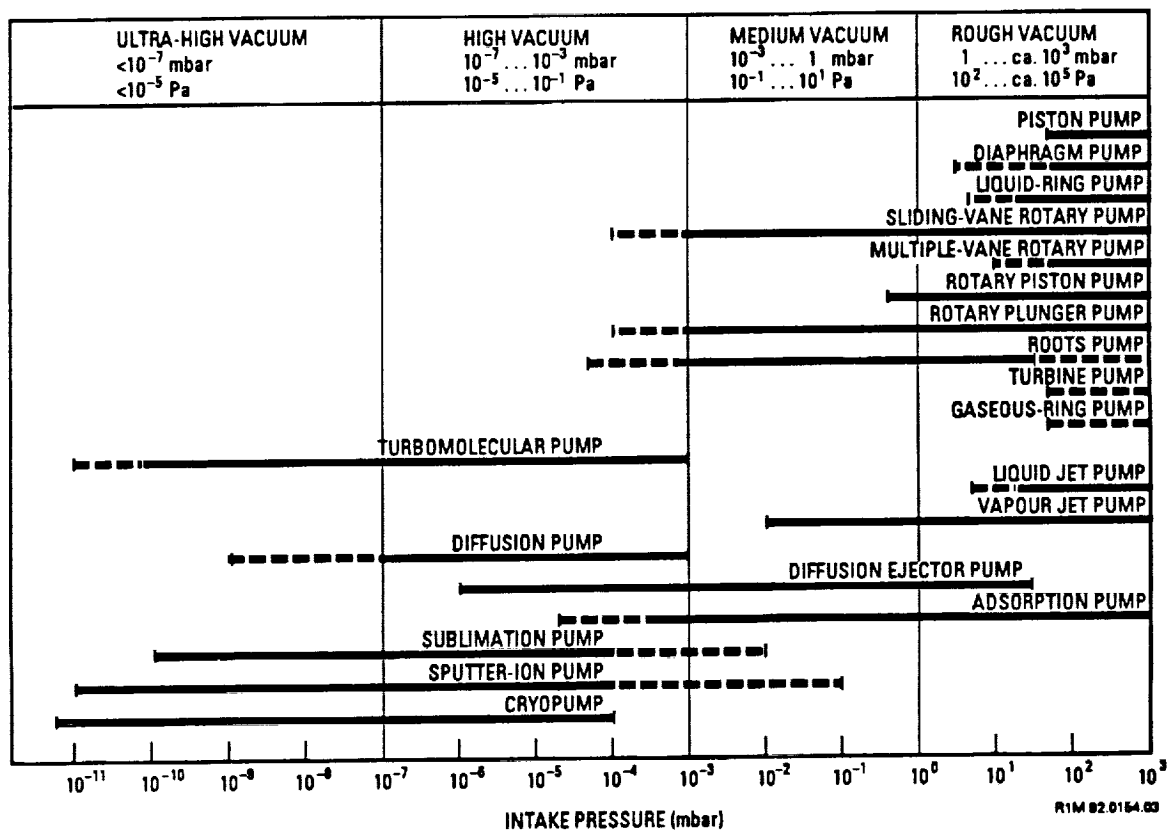 ULTRA-HIGH VACUUM
<10⁻⁷ mbar
<10⁻⁵ Pa
HIGH VACUUM
10⁻⁷...10⁻³ mbar
10⁻⁵...10⁻¹ Pa
MEDIUM VACUUM
10⁻³... 1 mbar
10⁻¹...10¹ Pa
ROUGH VACUUM
1 ...ca.10³ mbar
10²...ca.10⁵ Pa
PISTON PUMP
DIAPHRAGM PUMP
LIQUID-RING PUMP
SLIDING-VANE ROTARY PUMP
MULTIPLE-VANE ROTARY PUMP
ROTARY PISTON PUMP
ROTARY PLUNGER PUMP
ROOTS PUMP
TURBINE PUMP
GASEOUS-RING PUMP
TURBOMOLECULAR PUMP
LIQUID JET PUMP
VAPOUR JET PUMP
DIFFUSION PUMP
DIFFUSION EJECTOR PUMP
ADSORPTION PUMP
SUBLIMATION PUMP
SPUTTER-ION PUMP
CRYOPUMP
10⁻¹¹ 10⁻¹⁰ 10⁻⁹ 10⁻⁸ 10⁻⁷ 10⁻⁶ 10⁻⁵ 10⁻⁴ 10⁻³ 10⁻² 10⁻¹ 10⁰ 10¹ 10² 10³
INTAKE PRESSURE (mbar)
R1M 92.0154.03